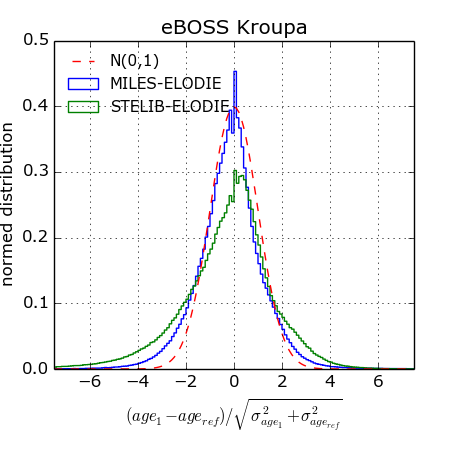 eBOSS Kroupa
normed distribution
0.5
0.4
0.3
0.2
0.1
0.0
N(0,1)
MILES-ELODIE
STELIB-ELODIE
−6 −4 −2 0 2 4 6
(age₁−age_ref)/√σ²_age₁+σ²_age_ref